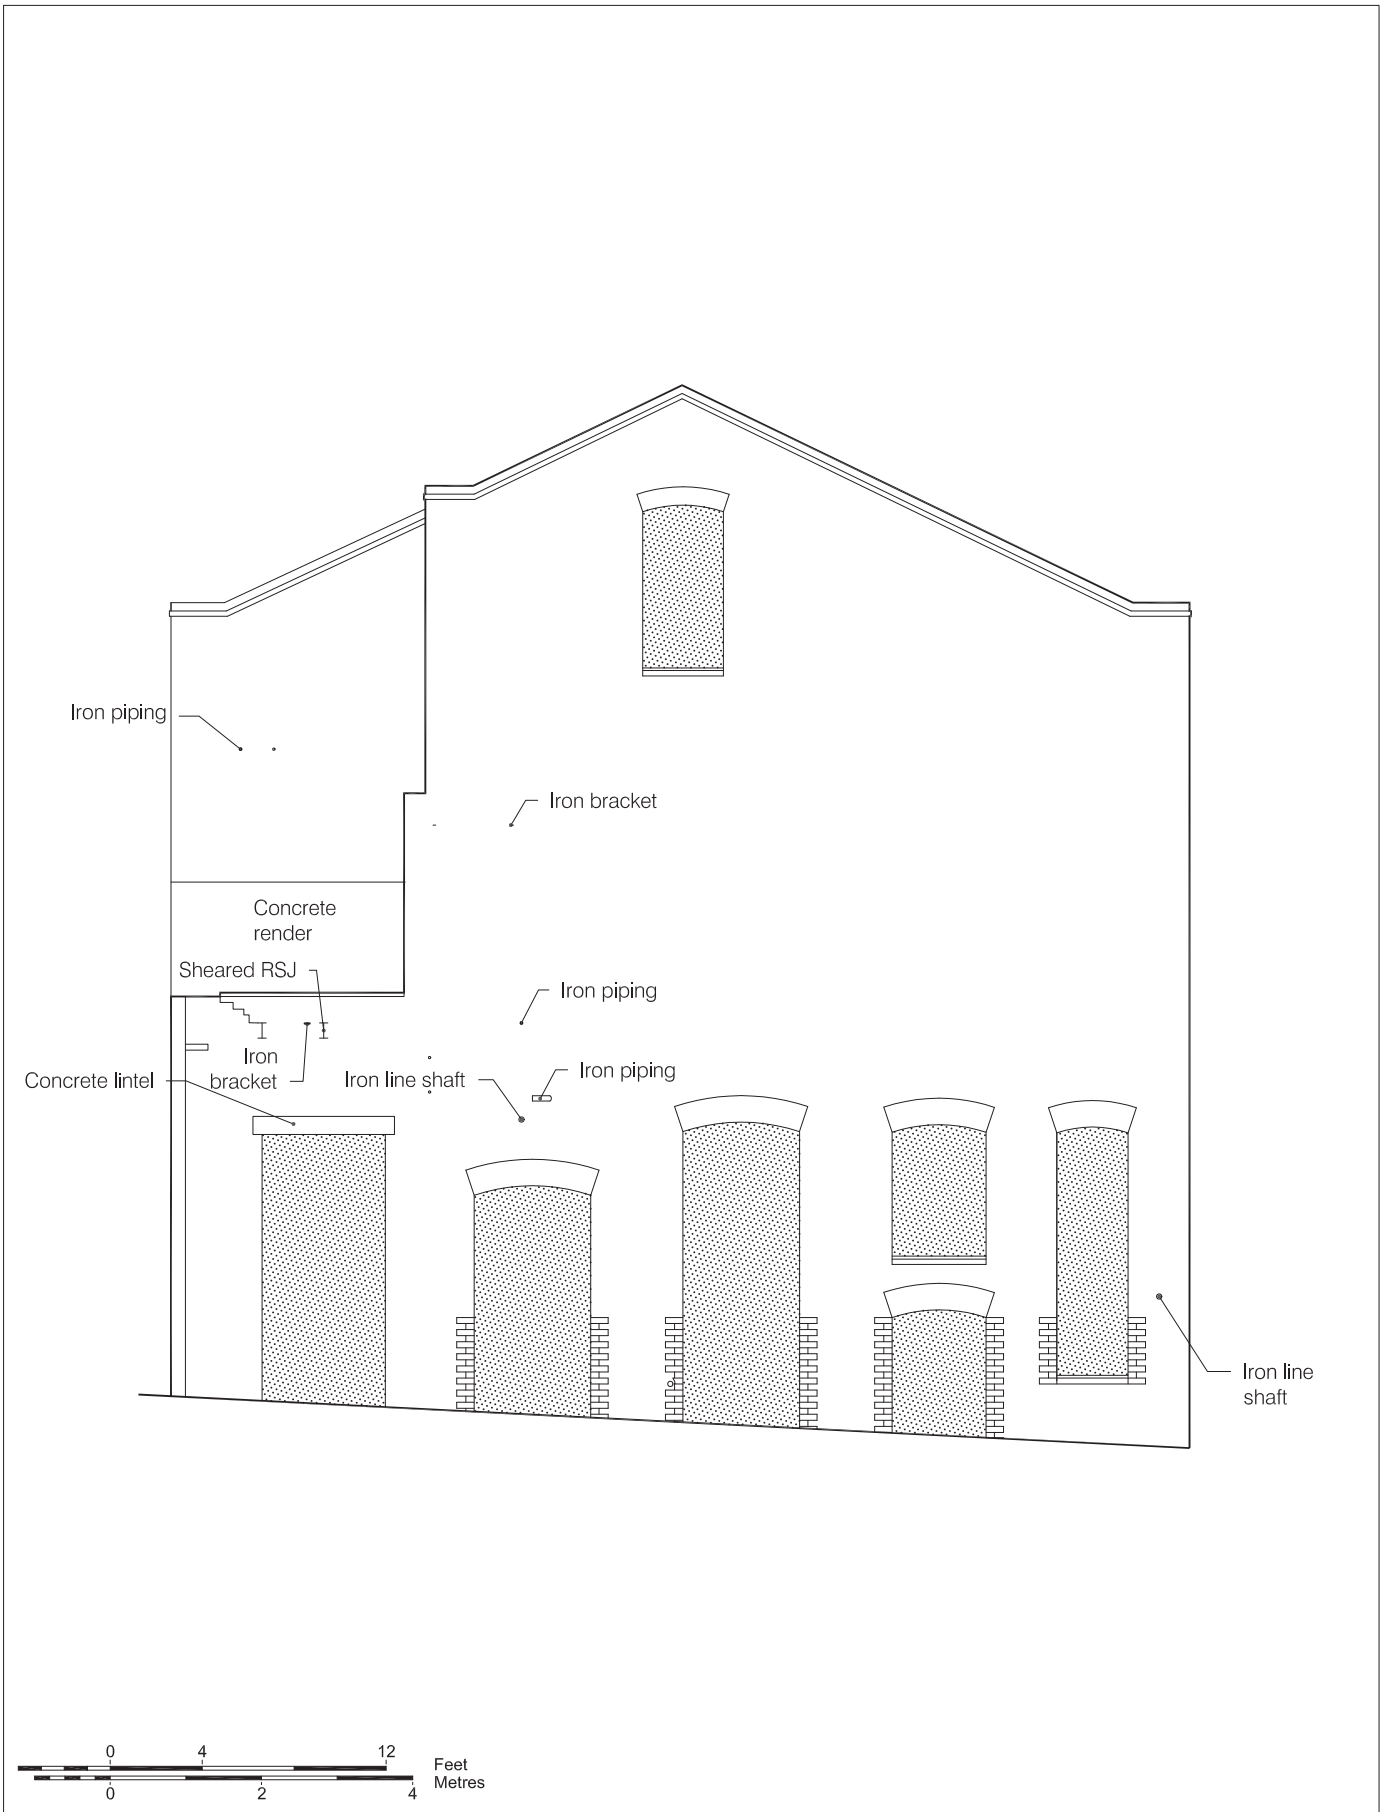 Iron piping
Iron bracket
Concrete
render
Sheared RSJ
Iron piping
Iron
bracket
Iron line shaft
Iron piping
Concrete lintel
Iron line
shaft
0 4 12 Feet
Metres
0 2 4